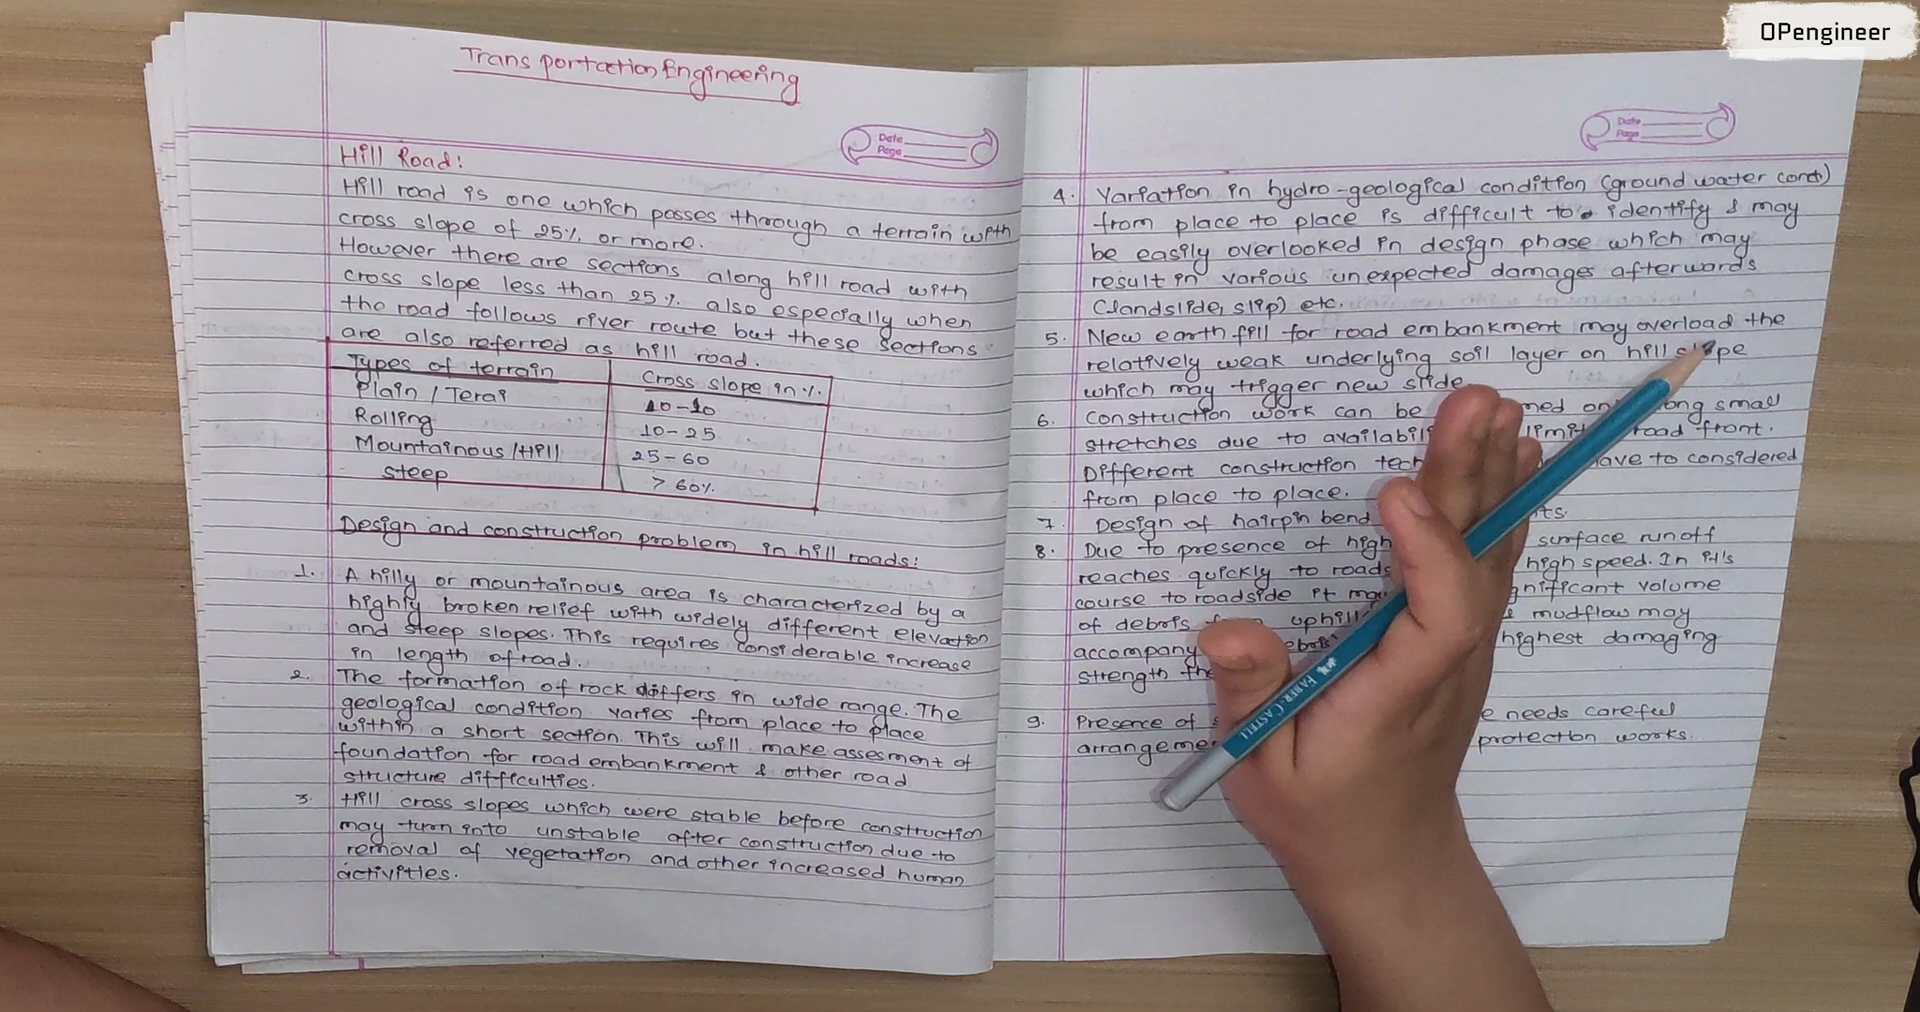 OPengineer
Transportation Engineering
Date
Page
Hill Road:
Hill road is one which passes through a terrain with
cross slope of 25% or more.
However there are sections along hill road with
cross slope less than 25% also especially when
the road follows river route but these sections
are also referred as hill road.
Types of terrain Cross slope in %
Plain / Terai
Rolling 10-25
Mountainous /Hill 25-60
steep > 60%
Design and construction problem in hill roads:
1. A hilly or mountainous area is characterized by a
highly broken relief with widely different elevation
and steep slopes. This requires considerable increase
in length of road.
2. The formation of rock differs in wide range. The
geological condition varies from place to place
within a short section. This will make assesment of
foundation for road embankment & other road
structure difficulties.
3. Hill cross slopes which were stable before construction
may turn into unstable after construction due to
removal of vegetation and other increased human
activities.
Date
Page
4. Variation in hydro-geological condition (ground water
from place to place is difficult to identify & may
be easily overlooked in design phase which may
result in various unexpected damages afterwards
(landslide, slip) etc.
5. New earth fill for road embankment may overload the
relatively weak underlying soil layer on hill slope
which may trigger new slide.
6. Construction work can be small
stretches due to road front.
Different construction to considered
from place to place.
7. Design of hairpin bend
8. Due to presence of high surface runoff
reaches quickly to roads high speed. In it's
course to roadside it volume
of debris mudflow may
accompany highest damaging
strength
9. Presence of needs careful
protection works.
FABER-CASTELL